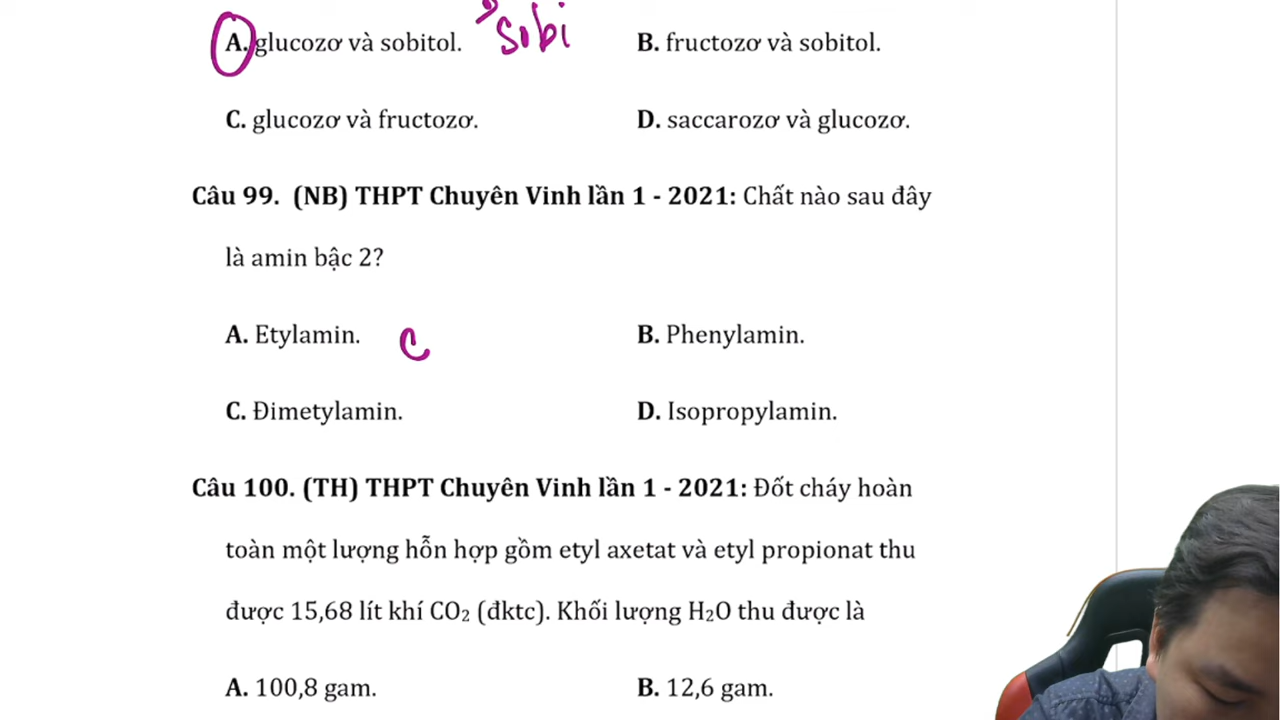 sobi
A. glucozơ và sobitol.
B. fructozơ và sobitol.
C. glucozơ và fructozơ.
D. saccarozơ và glucozơ.
Câu 99. (NB) THPT Chuyên Vinh lần 1 - 2021: Chất nào sau đây
là amin bậc 2?
A. Etylamin.
C
B. Phenylamin.
C. Đimetylamin.
D. Isopropylamin.
Câu 100. (TH) THPT Chuyên Vinh lần 1 - 2021: Đốt cháy hoàn
toàn một lượng hỗn hợp gồm etyl axetat và etyl propionat thu
được 15,68 lít khí CO₂ (đktc). Khối lượng H₂O thu được là
A. 100,8 gam.
B. 12,6 gam.